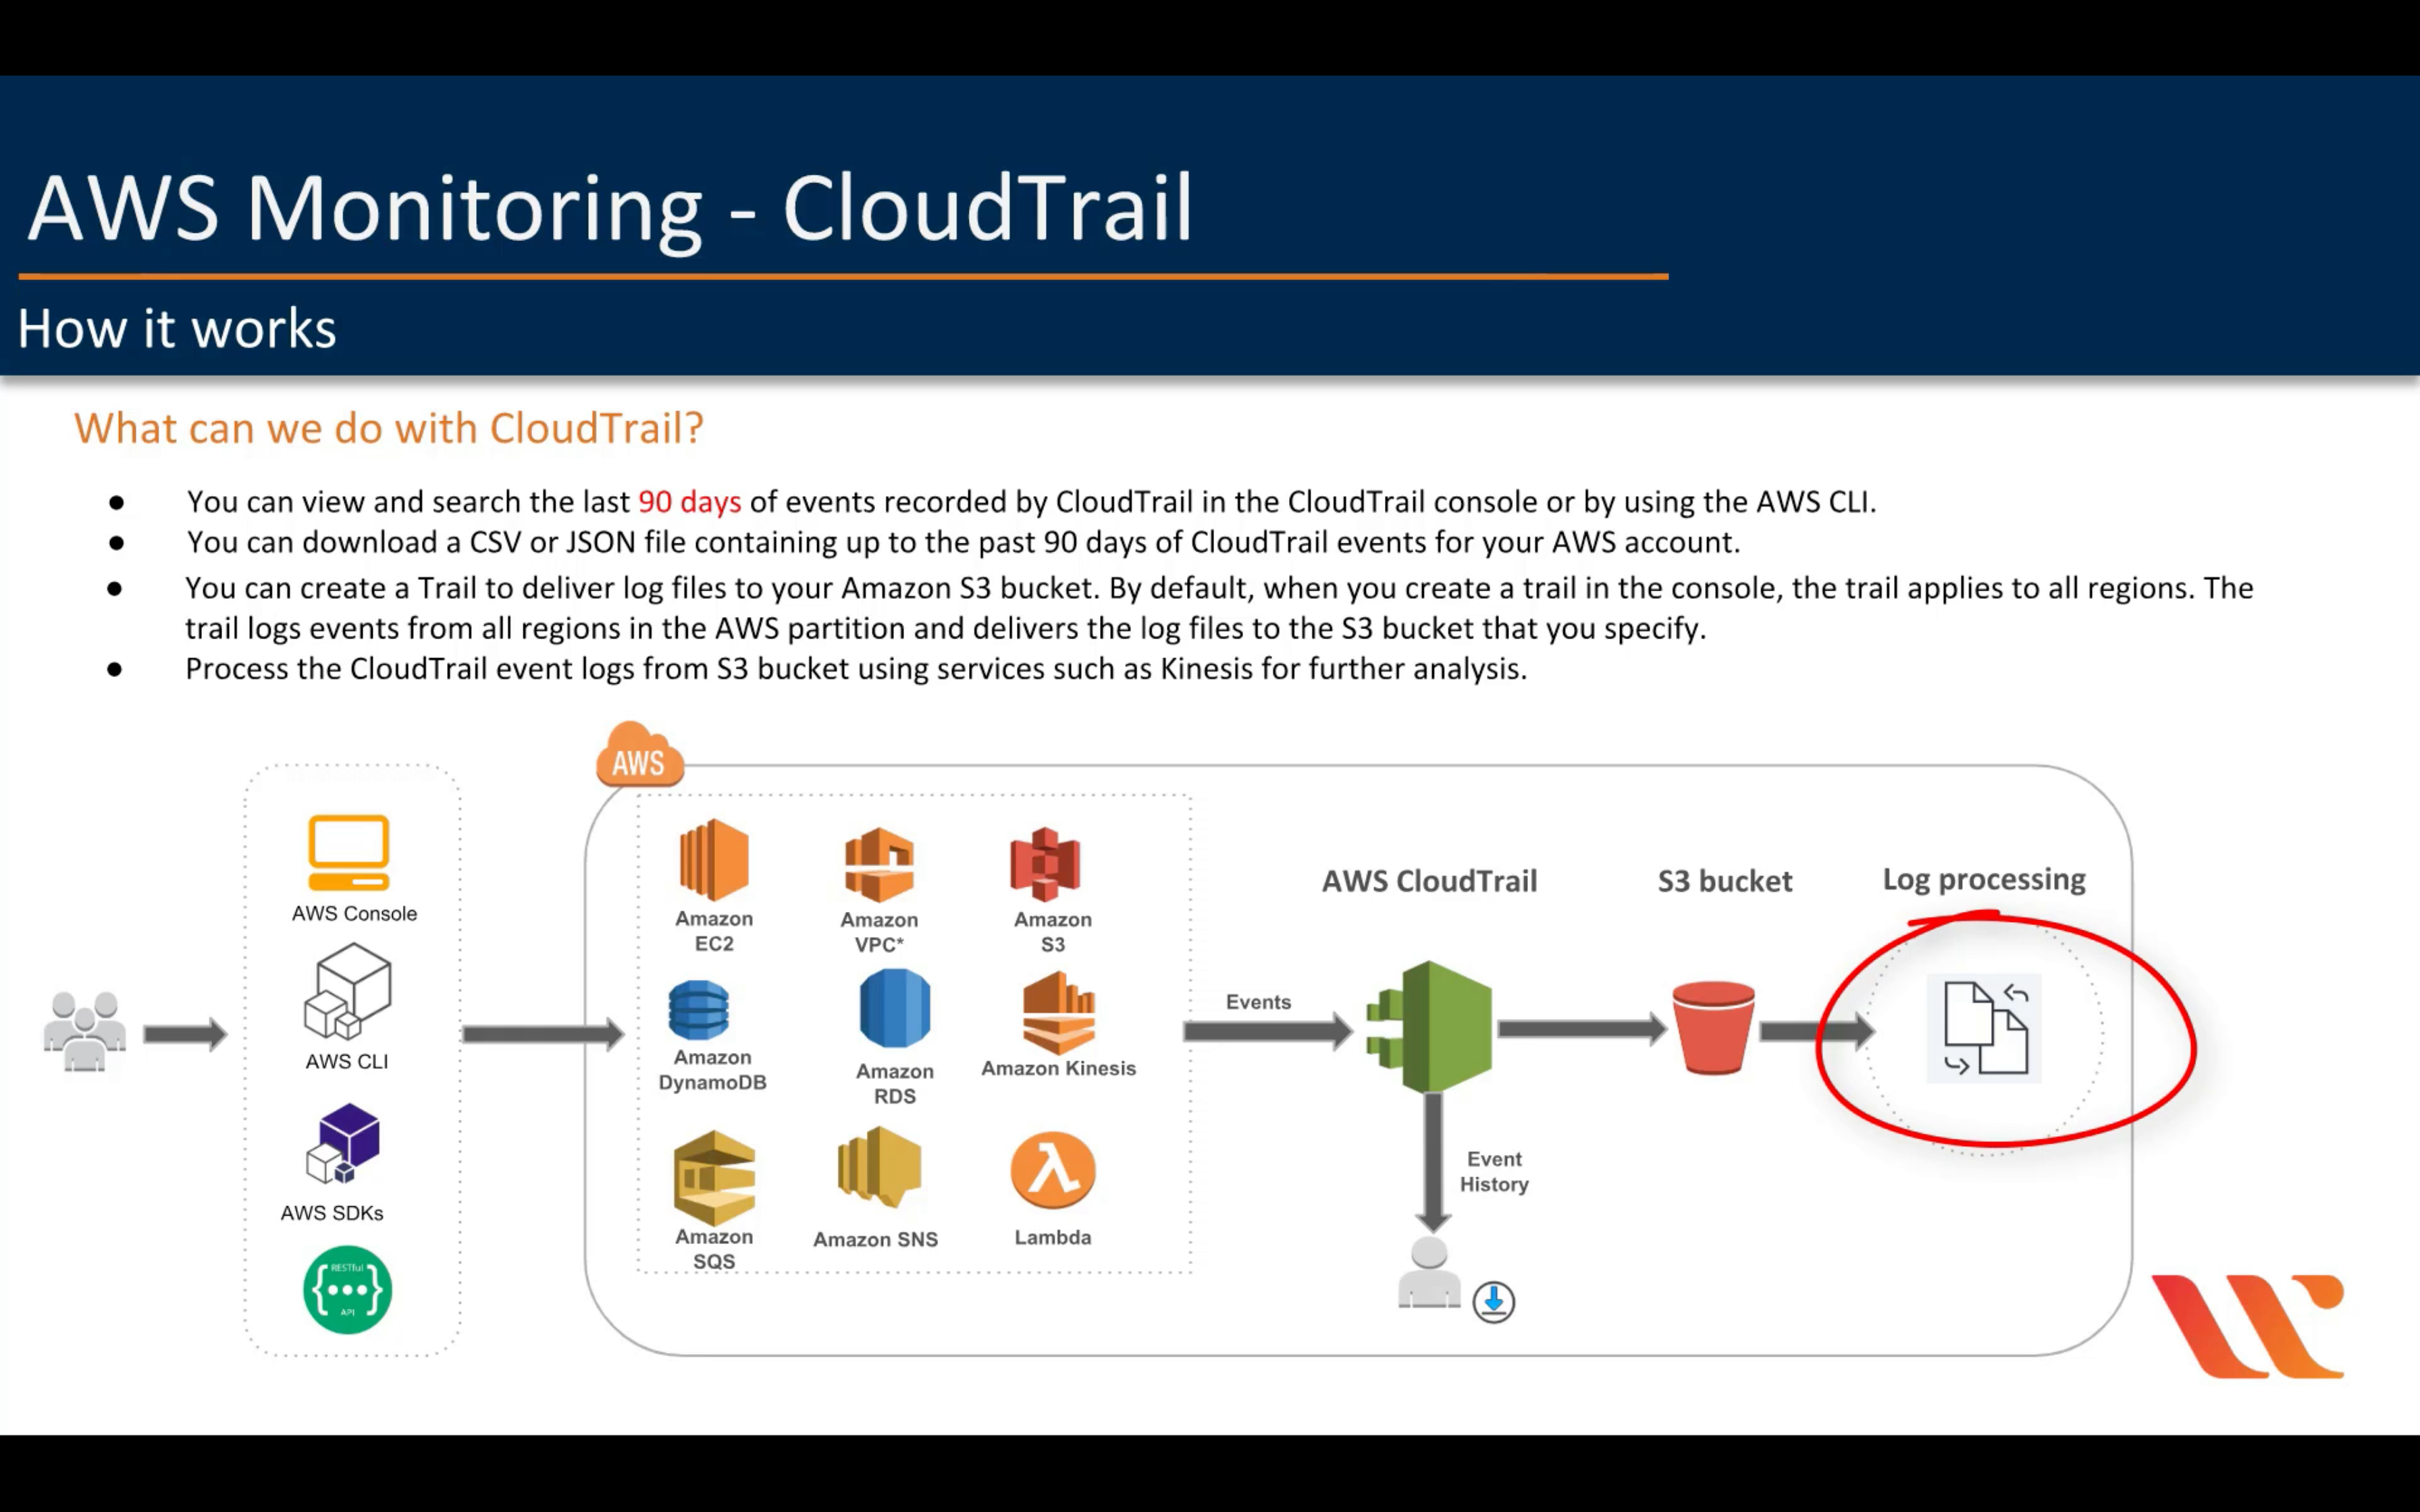 AWS Monitoring - CloudTrail
How it works
What can we do with CloudTrail?
● You can view and search the last 90 days of events recorded by CloudTrail in the CloudTrail console or by using the AWS CLI.
● You can download a CSV or JSON file containing up to the past 90 days of CloudTrail events for your AWS account.
● You can create a Trail to deliver log files to your Amazon S3 bucket. By default, when you create a trail in the console, the trail applies to all regions. The
trail logs events from all regions in the AWS partition and delivers the log files to the S3 bucket that you specify.
● Process the CloudTrail event logs from S3 bucket using services such as Kinesis for further analysis.
AWS
AWS Console
AWS CLI
AWS SDKs
RESTful
API
Amazon
EC2
Amazon
VPC*
Amazon
S3
Amazon
DynamoDB
Amazon
RDS
Amazon Kinesis
Amazon
SQS
Amazon SNS
Lambda
Events
AWS CloudTrail
Event
History
S3 bucket
Log processing